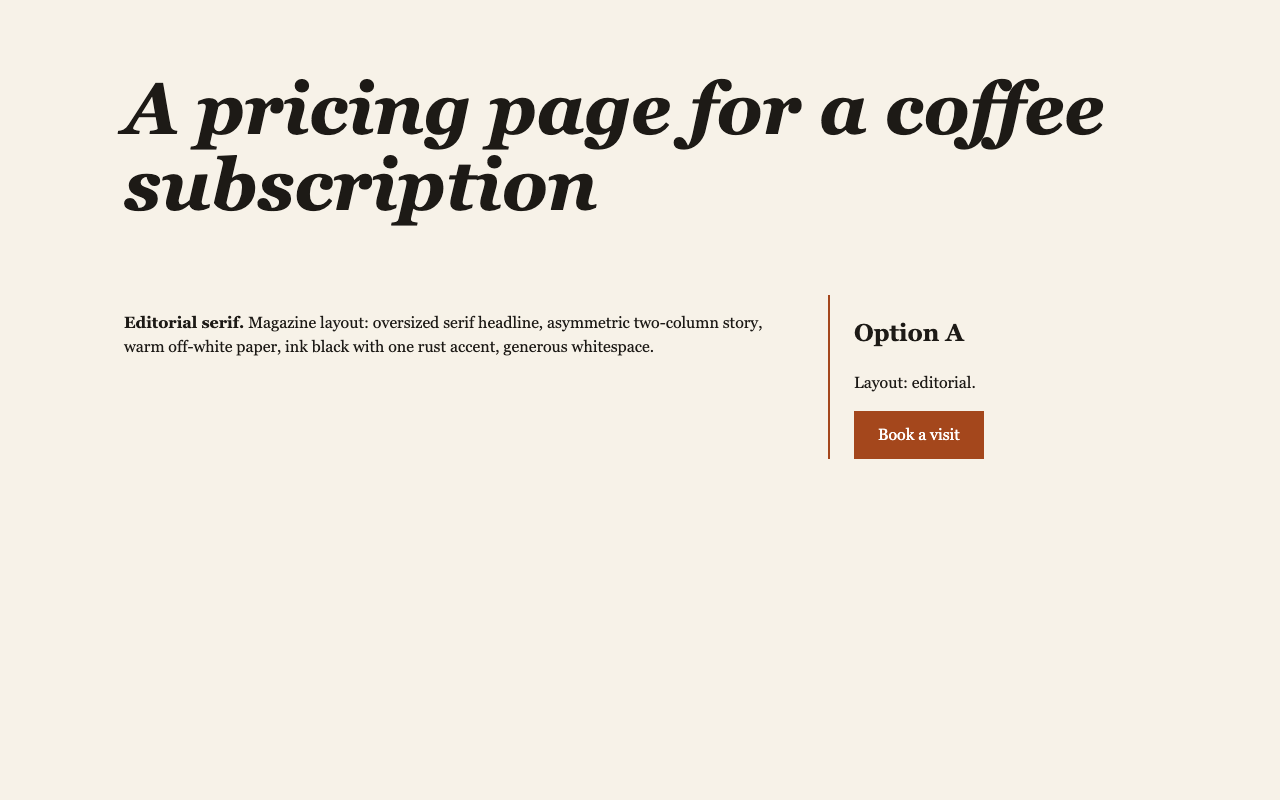 A pricing page for a coffee
subscription
Editorial serif. Magazine layout: oversized serif headline, asymmetric two-column story,
warm off-white paper, ink black with one rust accent, generous whitespace.
Option A
Layout: editorial.
Book a visit